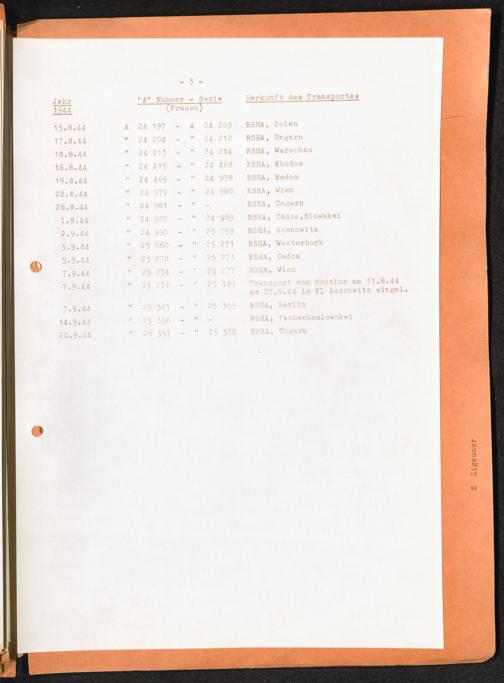 - 3 -
Jahr "A" Nummer - Serie Herkunft des Transportes
1944 (Frauen)
15.8.44 A 24 197 - A 24 203 RSHA, Polen
17.8.44 " 24 204 - " 24 212 RSHA, Ungarn
18.8.44 " 24 213 - " 24 214 RSHA, Warschau
16.8.44 " 24 215 - " 24 468 RSHA, Rhodos
19.8.44 " 24 469 - " 24 978 RSHA, Radom
22.8.44 " 24 979 - " 24 980 RSHA, Wien
28.8.44 " 24 981 - " - RSHA, Ungarn
1.9.44 " 24 982 - " 24 989 RSHA, Slowakei
2.9.44 " 24 990 - " 25 059 RSHA, Sosnowitz
5.9.44 " 25 060 - " 25 271 RSHA, Westerbork
5.9.44 " 25 272 - " 25 273 RSHA,
7.9.44 " 25 274 - " 25 277 RSHA, Wien
7.9.44 " 25 278 - " 25 340 Transport von Montluc am 11.8.44
am 22.8.44 im KL Auschwitz eingel.
7.9.44 " 25 341 - " 25 355 RSHA, Berlin
14.9.44 " 25 356 - " - RSHA, Tschechoslowakei
20.9.44 " 25 357 - " 25 378 RSHA, Ungarn
Z Zigeuner